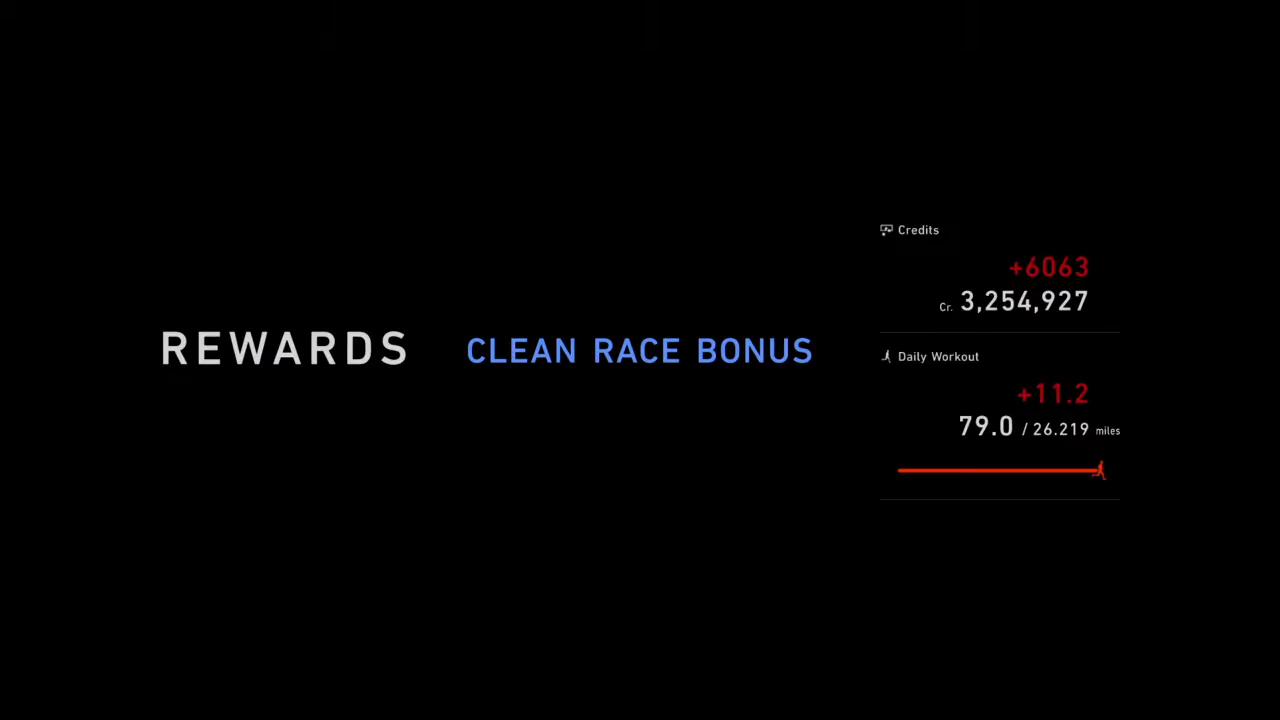 REWARDS
CLEAN RACE BONUS
Credits
+6063
Cr. 3,254,927
Daily Workout
+11.2
79.0 / 26.219 miles